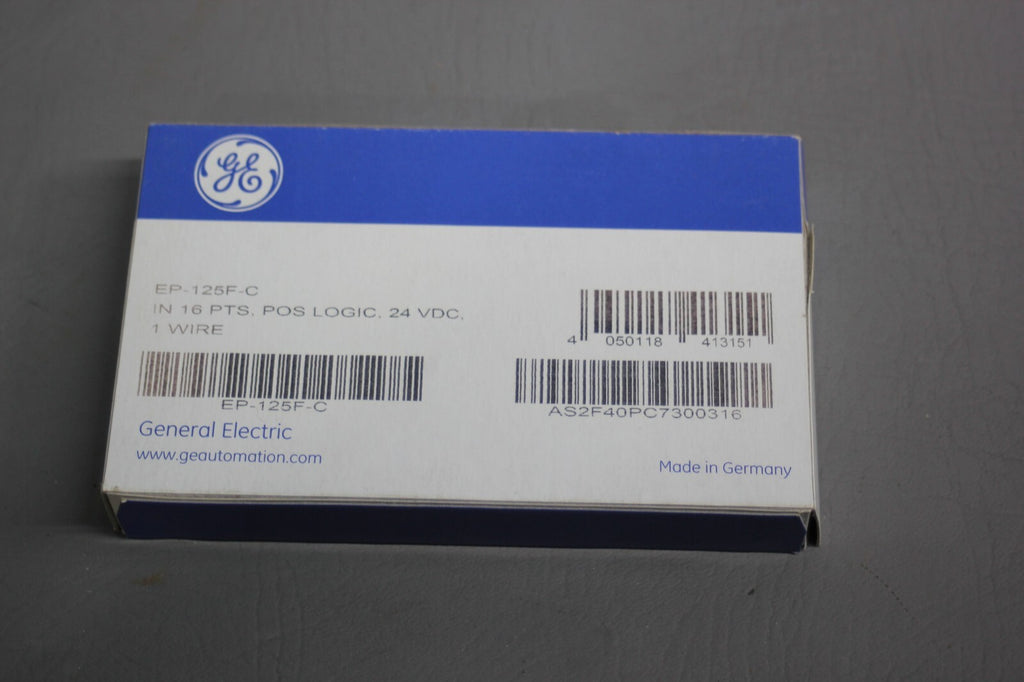 GE
EP-125F-C
IN 16 PTS, POS LOGIC, 24 VDC,
1 WIRE
4 050118 413151
EP-125F-C
AS2F40PC7300316
General Electric
www.geautomation.com
Made in Germany